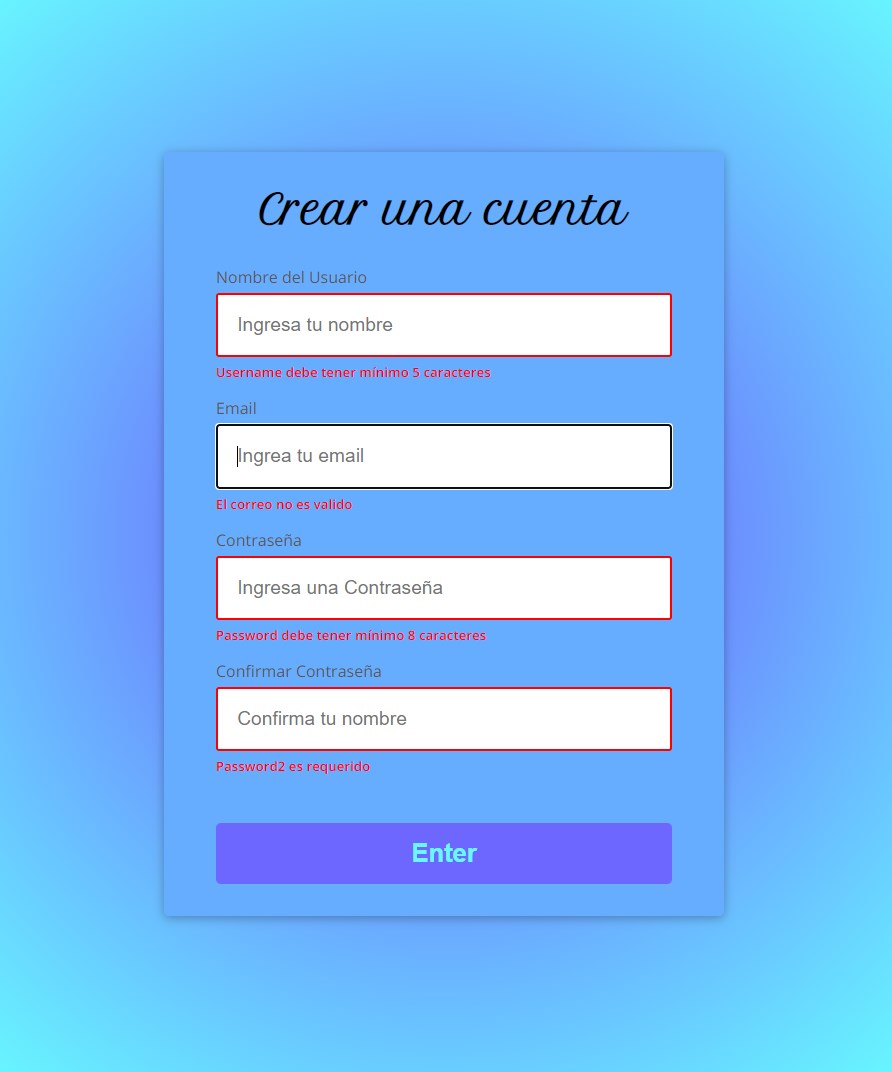 Crear una cuenta
Nombre del Usuario
Ingresa tu nombre
Username debe tener mínimo 5 caracteres
Email
Ingrea tu email
El correo no es valido
Contraseña
Ingresa una Contraseña
Password debe tener mínimo 8 caracteres
Confirmar Contraseña
Confirma tu nombre
Password2 es requerido
Enter